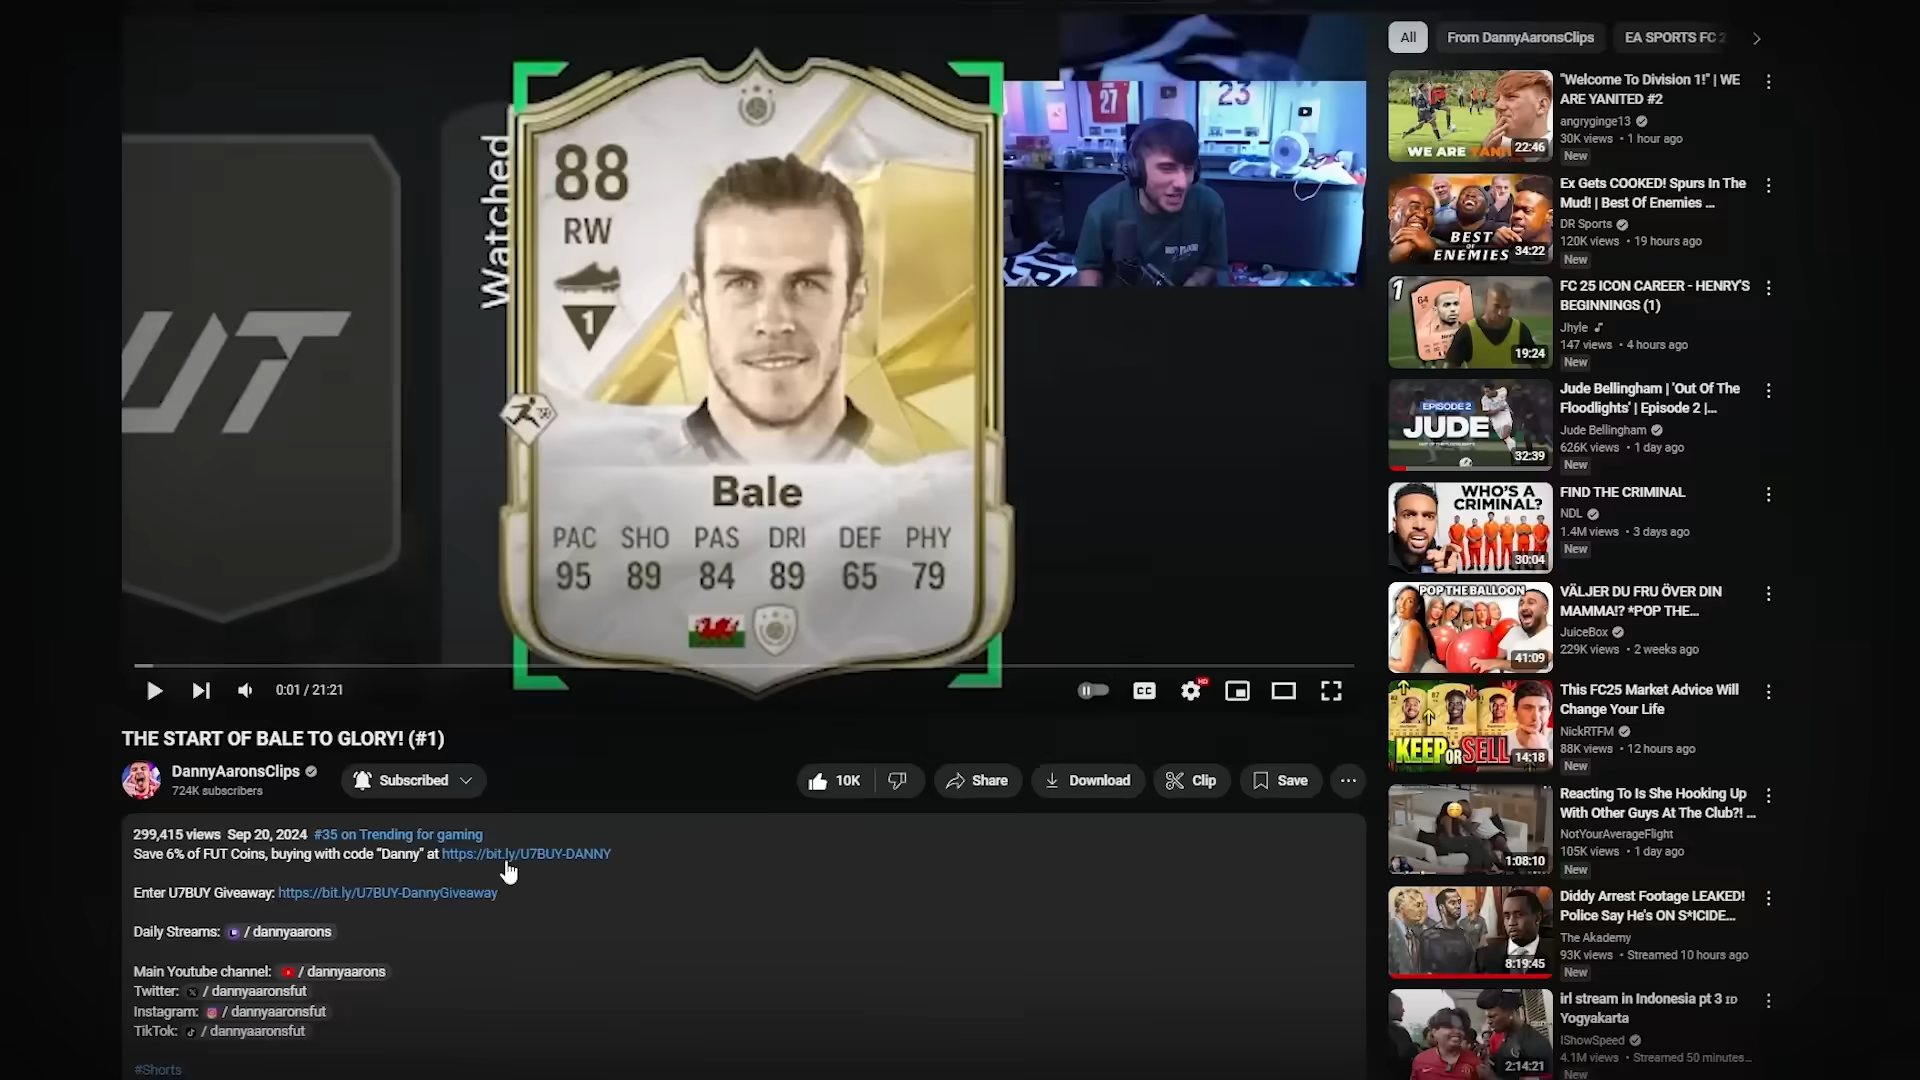 UT
Watched
88
RW
1
Bale
PAC SHO PAS DRI DEF PHY
95 89 84 89 65 79
27
23
0:01 / 21:21
CC
HD
THE START OF BALE TO GLORY! (#1)
DannyAaronsClips
724K subscribers
Subscribed
10K
Share
Download
Clip
Save
299,415 views Sep 20, 2024 #35 on Trending for gaming
Save 6% of FUT Coins, buying with code “Danny” at https://bit.ly/U7BUY-DANNY
Enter U7BUY Giveaway: https://bit.ly/U7BUY-DannyGiveaway
Daily Streams: / dannyaarons
Main Youtube channel: / dannyaarons
Twitter: / dannyaaronsfut
Instagram: / dannyaaronsfut
TikTok: / dannyaaronsfut
#Shorts
All
From DannyAaronsClips
EA SPORTS FC 2
WE ARE YANI
22:46
"Welcome To Division 1!" | WE
ARE YANITED #2
angryginge13
30K views • 1 hour ago
New
BEST
OF
ENEMIES
34:22
Ex Gets COOKED! Spurs In The
Mud! | Best Of Enemies ...
DR Sports
120K views • 19 hours ago
New
1
64
19:24
FC 25 ICON CAREER - HENRY'S
BEGINNINGS (1)
Jhyle
147 views • 4 hours ago
New
EPISODE 2
JUDE
32:39
Jude Bellingham | 'Out Of The
Floodlights' | Episode 2 |...
Jude Bellingham
626K views • 1 day ago
New
WHO'S A
CRIMINAL?
30:04
FIND THE CRIMINAL
NDL
1.4M views • 3 days ago
New
POP THE BALLOON
41:09
VÄLJER DU FRU ÖVER DIN
MAMMA!? *POP THE...
JuiceBox
229K views • 2 weeks ago
KEEP OR SELL
14:18
This FC25 Market Advice Will
Change Your Life
NickRTFM
88K views • 12 hours ago
New
1:08:10
Reacting To Is She Hooking Up
With Other Guys At The Club?! ...
NotYourAverageFlight
105K views • 1 day ago
New
8:19:45
Diddy Arrest Footage LEAKED!
Police Say He's ON S*ICIDE...
The Akademy
93K views • Streamed 10 hours ago
New
2:14:21
irl stream in Indonesia pt 3 ID
Yogyakarta
IShowSpeed
4.1M views • Streamed 50 minutes...
New